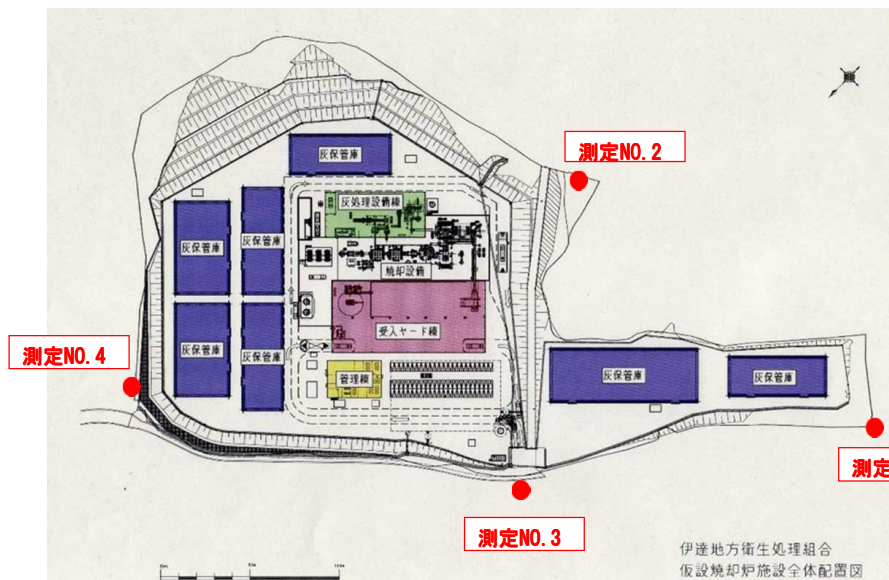 測定NO.2
灰保管庫
灰処理設備棟
灰保管庫
灰保管庫
焼却設備
受入ヤード棟
測定NO.4
灰保管庫
灰保管庫
管理棟
灰保管庫
灰保管庫
測定
測定NO.3
伊達地方衛生処理組合
仮設焼却炉施設全体配置図